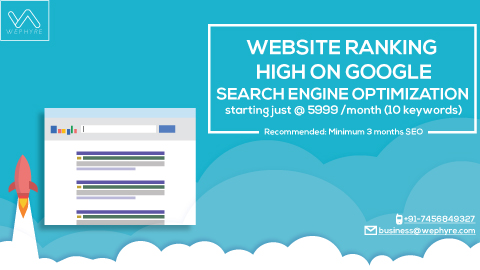 WEPHYRE
WEBSITE RANKING
HIGH ON GOOGLE
SEARCH ENGINE OPTIMIZATION
starting just @ 5999 /month (10 keywords)
Recommended: Minimum 3 months SEO
+91-7456849327
business@wephyre.com